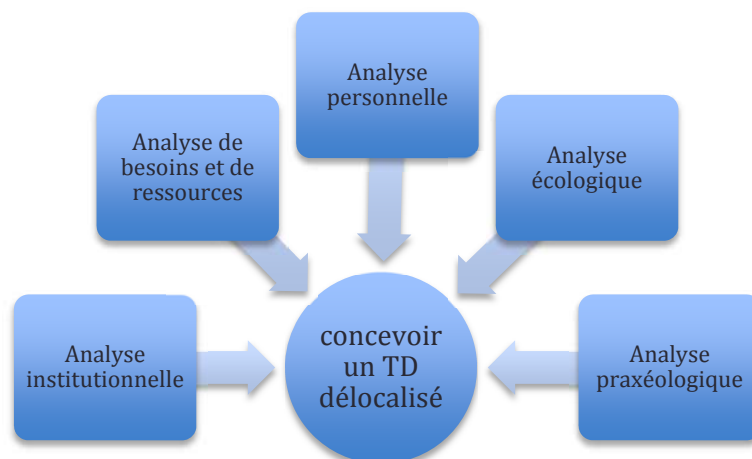 Analyse
personnelle
Analyse de
besoins et de
ressources
Analyse
écologique
Analyse
institutionnelle
concevoir
un TD
délocalisé
Analyse
praxéologique